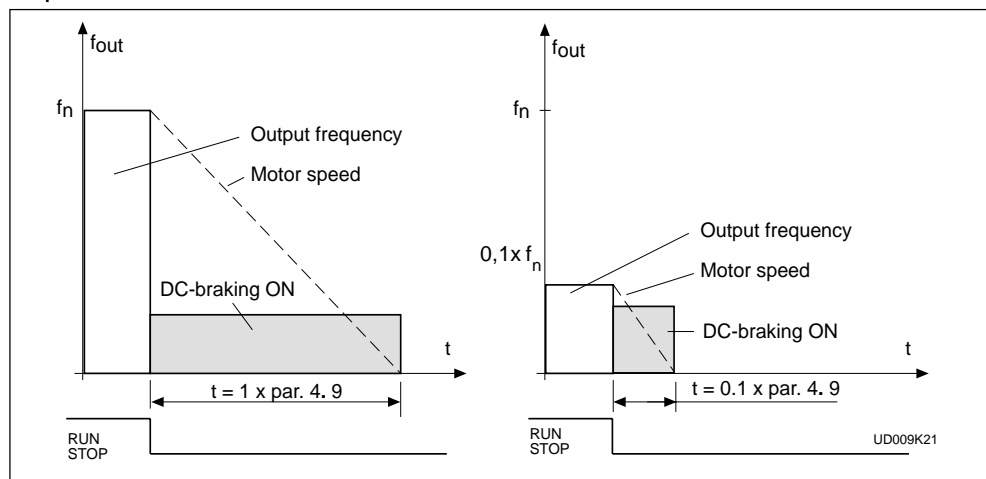 fout
fn
Output frequency
Motor speed
DC-braking ON
t
t = 1 x par. 4. 9
RUN
STOP
fout
fn
0,1x fn
Output frequency
Motor speed
DC-braking ON
t
t = 0.1 x par. 4. 9
RUN
STOP
UD009K21